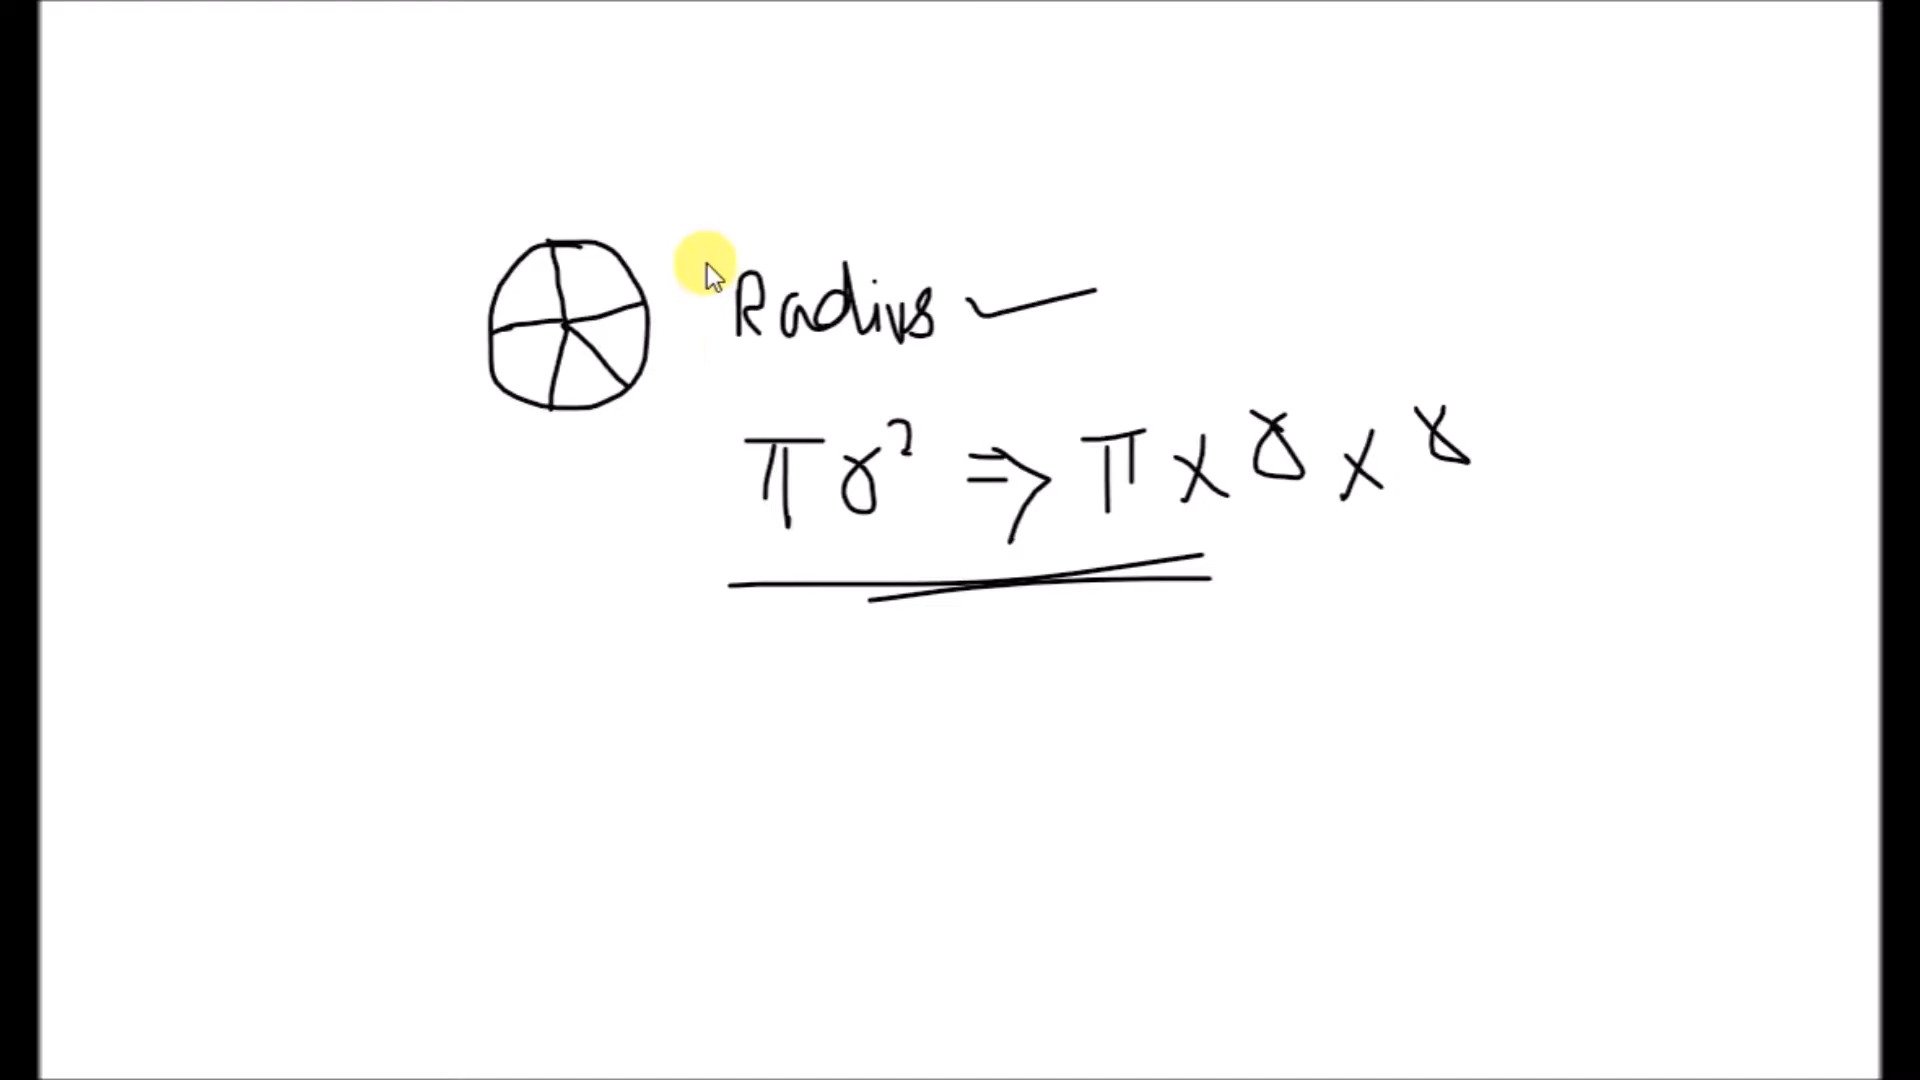 Radius
πr² => π x r x r